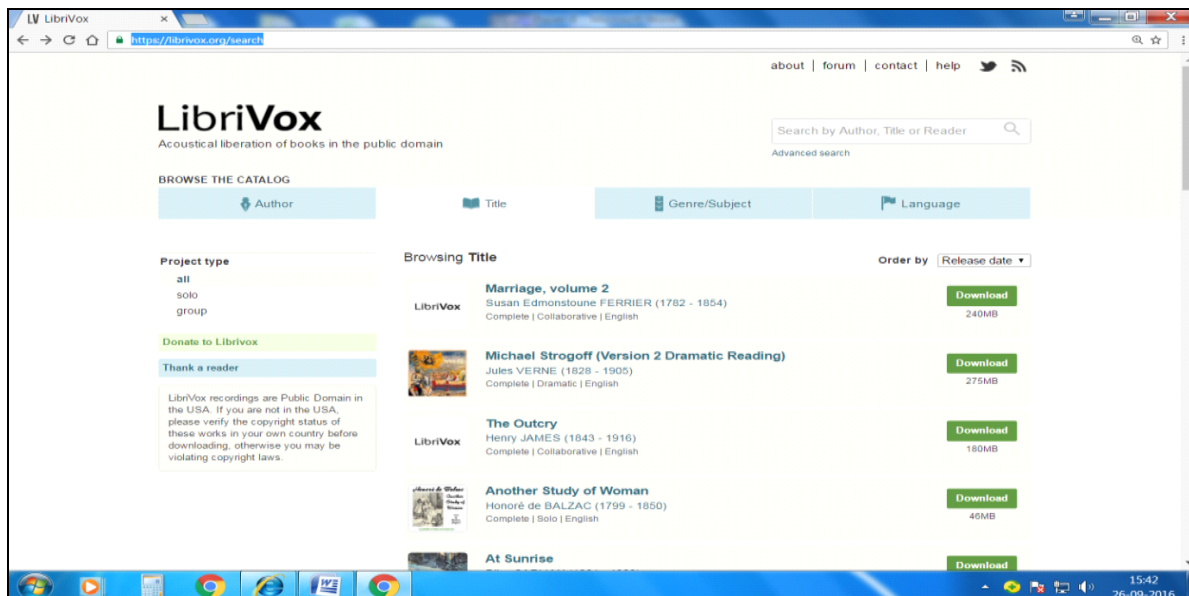 LV LibriVox
https://librivox.org/search
about | forum | contact | help
LibriVox
Acoustical liberation of books in the public domain
Search by Author, Title or Reader
Advanced search
BROWSE THE CATALOG
Author
Title
Genre/Subject
Language
Project type
all
solo
group
Donate to Librivox
Thank a reader
LibriVox recordings are Public Domain in
the USA. If you are not in the USA,
please verify the copyright status of
these works in your own country before
downloading, otherwise you may be
violating copyright laws.
Browsing Title
Order by Release date
LibriVox
Marriage, volume 2
Susan Edmonstoune FERRIER (1782 - 1854)
Complete | Collaborative | English
Download
240MB
Michael Strogoff (Version 2 Dramatic Reading)
Jules VERNE (1828 - 1905)
Complete | Dramatic | English
Download
275MB
LibriVox
The Outcry
Henry JAMES (1843 - 1916)
Complete | Collaborative | English
Download
180MB
Another Study of Woman
Honoré de BALZAC (1799 - 1850)
Complete | Solo | English
Download
46MB
At Sunrise
Download
15:42
26-09-2016